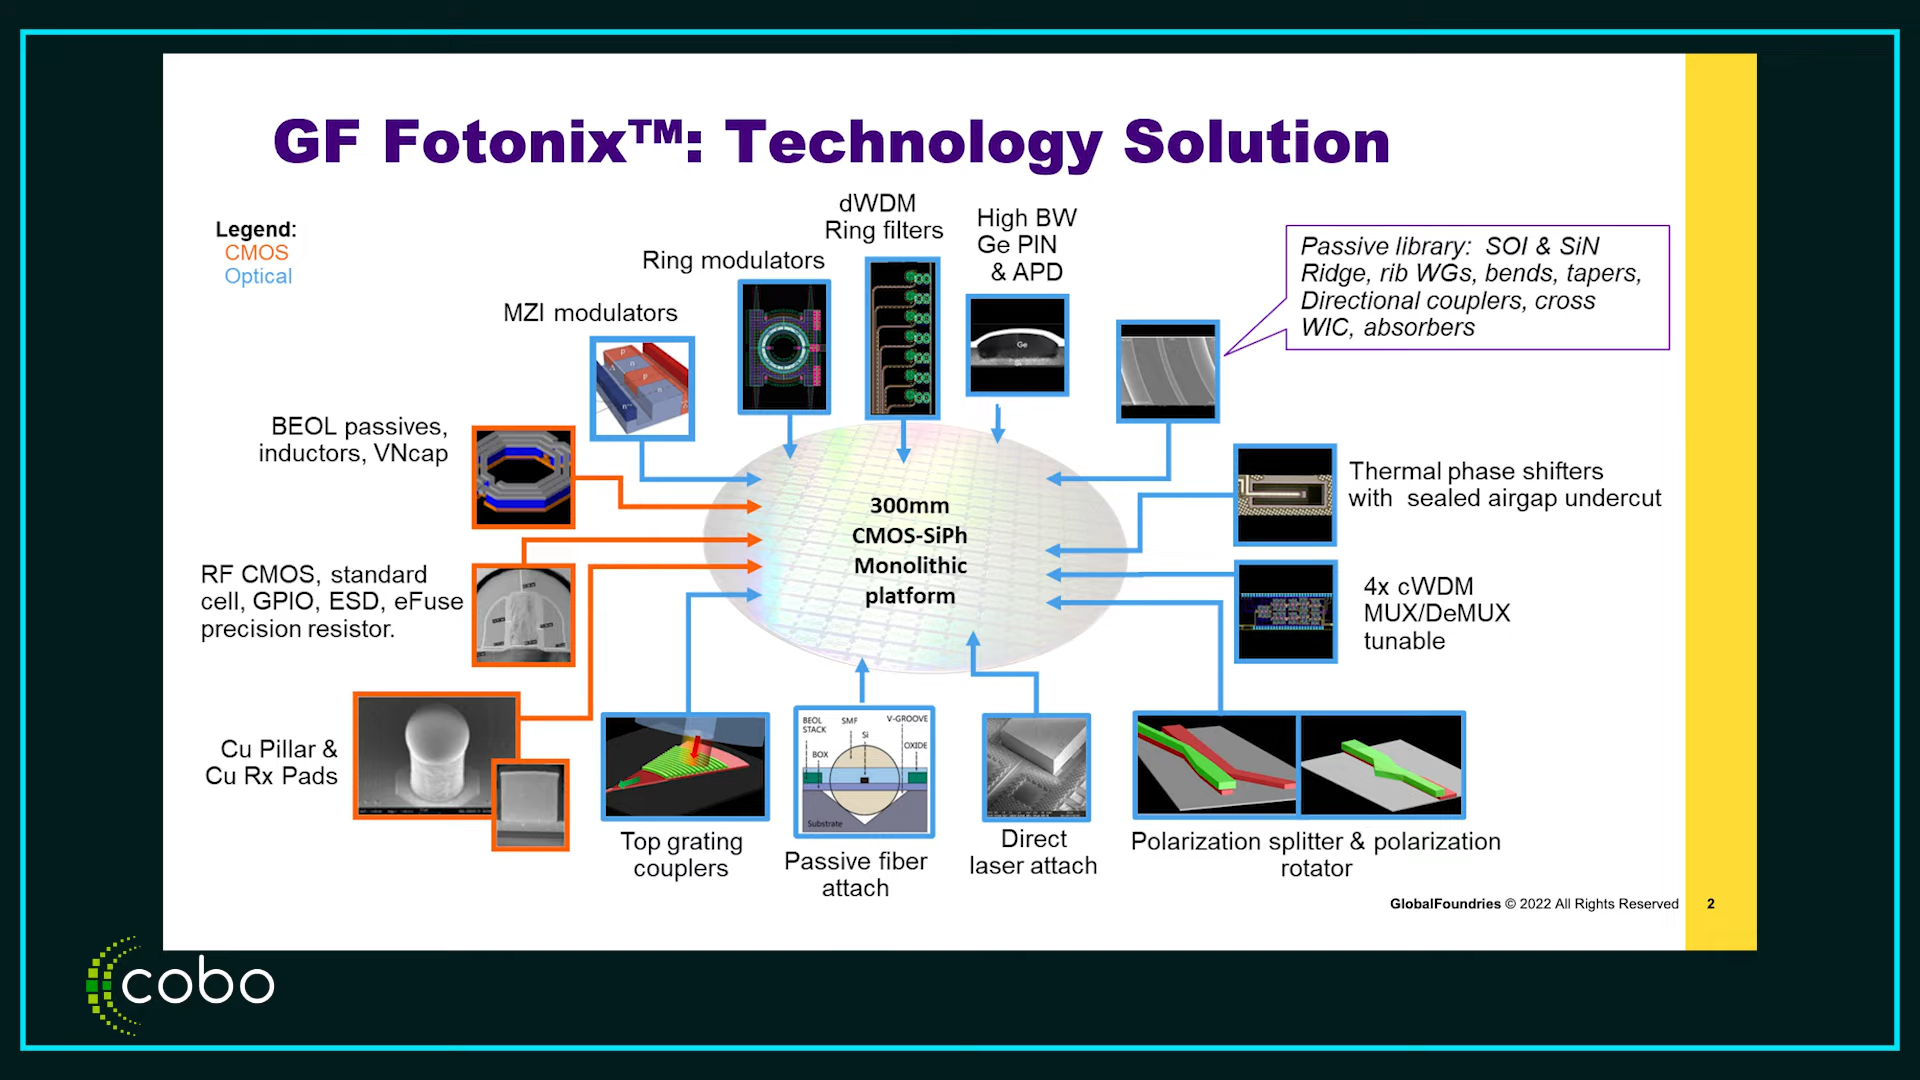 GF Fotonix™: Technology Solution
Legend:
CMOS
Optical
MZI modulators
Ring modulators
dWDM
Ring filters
High BW
Ge PIN
& APD
Ge
Passive library: SOI & SiN
Ridge, rib WGs, bends, tapers,
Directional couplers, cross
WIC, absorbers
BEOL passives,
inductors, VNcap
RF CMOS, standard
cell, GPIO, ESD, eFuse
precision resistor.
Cu Pillar &
Cu Rx Pads
300mm
CMOS-SiPh
Monolithic
platform
Thermal phase shifters
with sealed airgap undercut
4x cWDM
MUX/DeMUX
tunable
BEOL
STACK
SMF
V-GROOVE
Si
OXIDE
BOX
Substrate
Top grating
couplers
Passive fiber
attach
Direct
laser attach
Polarization splitter & polarization
rotator
GlobalFoundries © 2022 All Rights Reserved
2
cobo